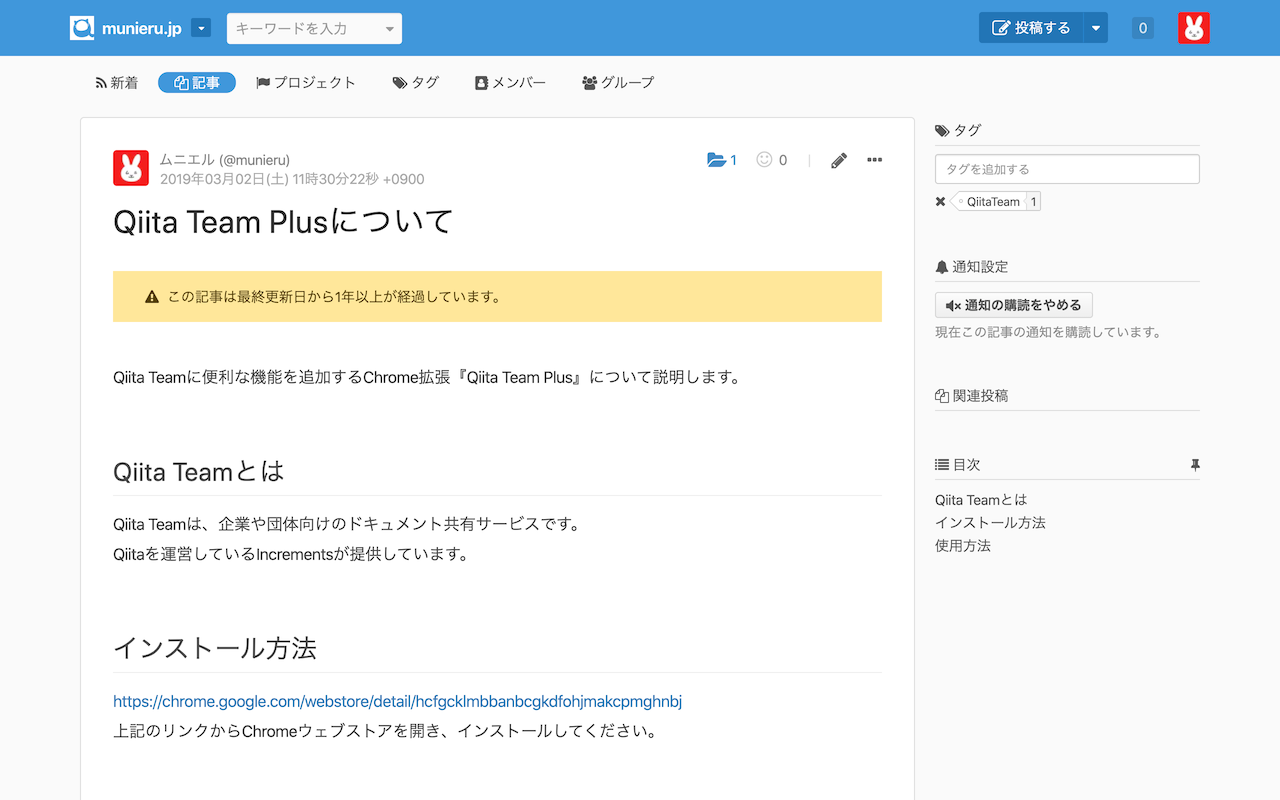 munieru.jp
キーワードを入力
投稿する
0
新着
記事
プロジェクト
タグ
メンバー
グループ
ムニエル (@munieru)
2019年03月02日(土) 11時30分22秒 +0900
1
0
Qiita Team Plusについて
この記事は最終更新日から1年以上が経過しています。
Qiita Teamに便利な機能を追加するChrome拡張『Qiita Team Plus』について説明します。
Qiita Teamとは
Qiita Teamは、企業や団体向けのドキュメント共有サービスです。
Qiitaを運営しているIncrementsが提供しています。
インストール方法
https://chrome.google.com/webstore/detail/hcfgcklmbbanbcgkdfohjmakcpmghnbj
上記のリンクからChromeウェブストアを開き、インストールしてください。
タグ
タグを追加する
QiitaTeam 1
通知設定
通知の購読をやめる
現在この記事の通知を購読しています。
関連投稿
目次
Qiita Teamとは
インストール方法
使用方法